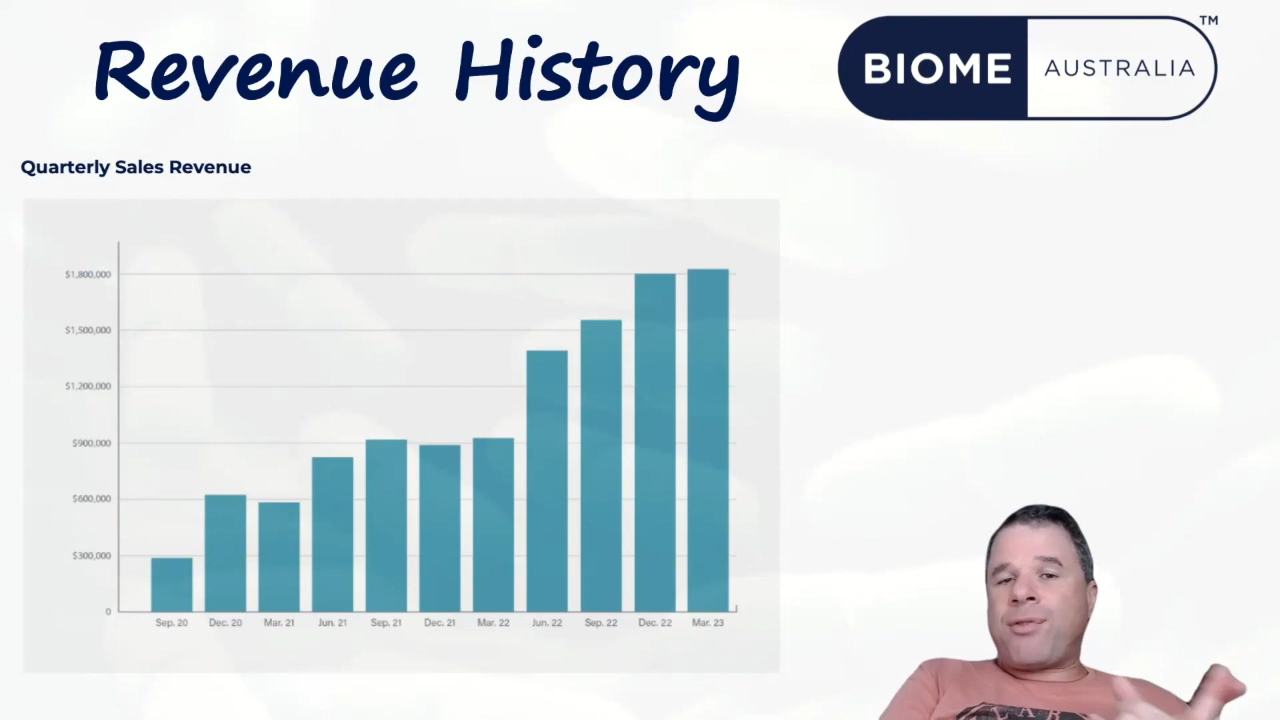 Revenue History
BIOME AUSTRALIA™
Quarterly Sales Revenue
$1,800,000
$1,500,000
$1,200,000
$900,000
$600,000
$300,000
0
Sep. 20 Dec. 20 Mar. 21 Jun. 21 Sep. 21 Dec. 21 Mar. 22 Jun. 22 Sep. 22 Dec. 22 Mar. 23